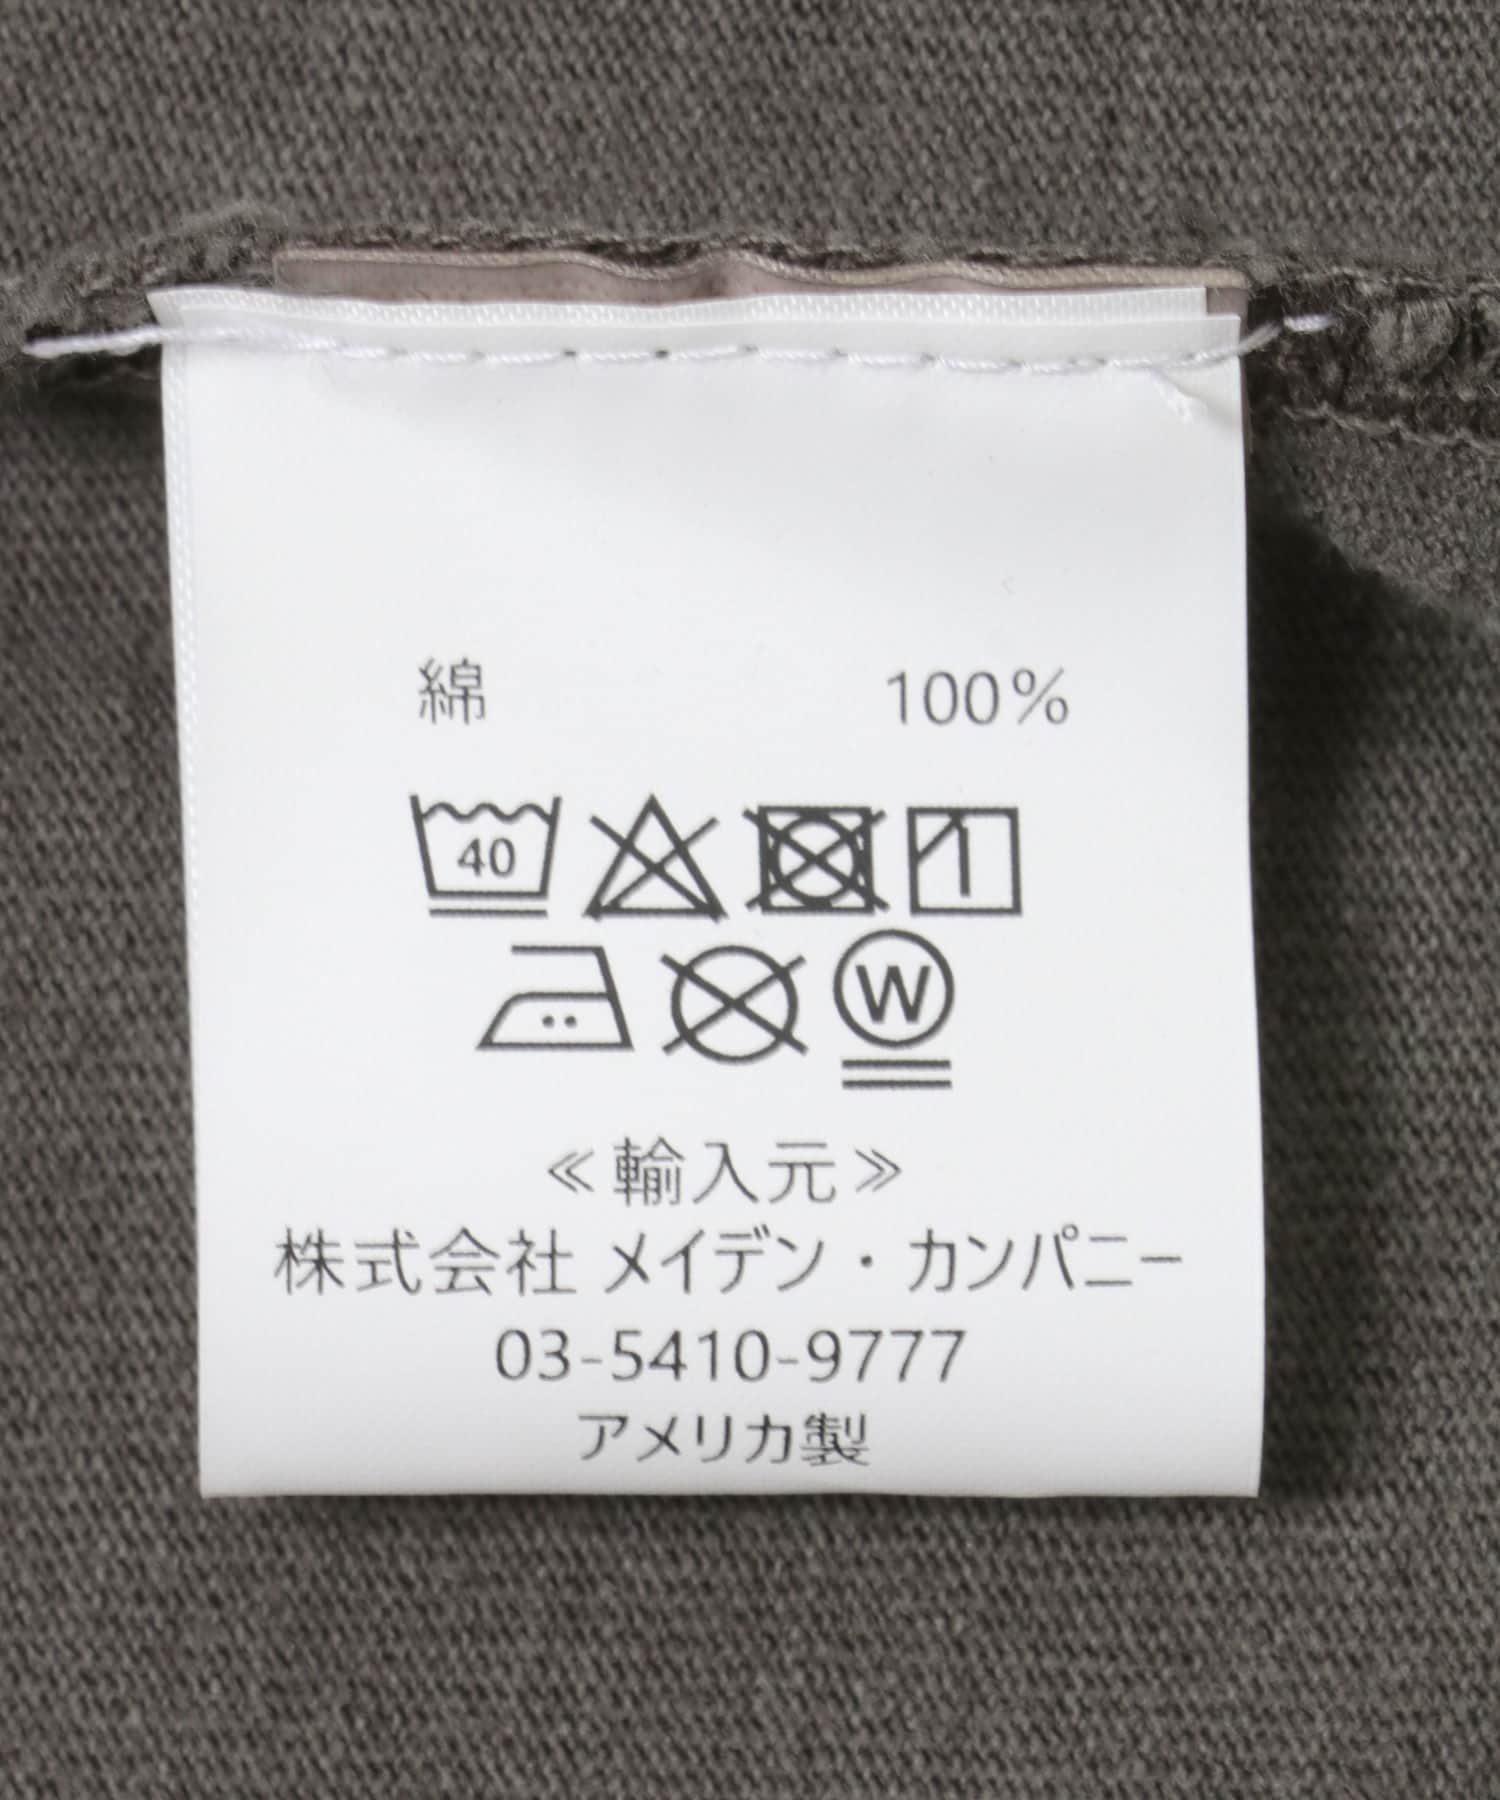 綿 100%
40
W
≪輸入元≫
株式会社 メイデン・カンパニー
03-5410-9777
アメリカ製